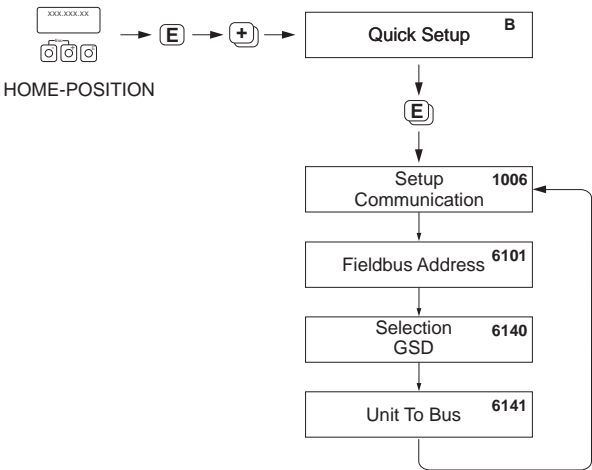 XXX.XXX.XX
Esc
E
+
Quick Setup
B
HOME-POSITION
E
Setup
Communication
1006
Fieldbus Address
6101
Selection
GSD
6140
Unit To Bus
6141